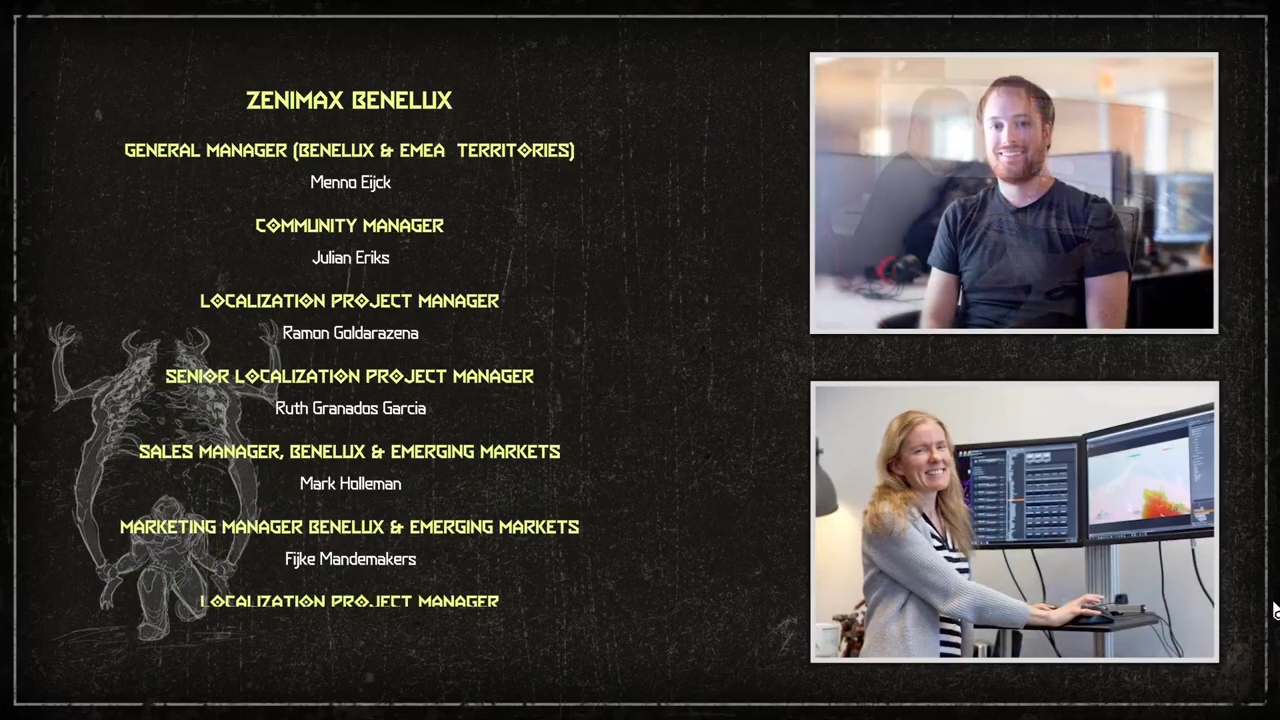 ZENIMAX BENELUX
GENERAL MANAGER (BENELUX & EMEA TERRITORIES)
Menno Eijck
COMMUNITY MANAGER
Julian Eriks
LOCALIZATION PROJECT MANAGER
Ramon Goldarazena
SENIOR LOCALIZATION PROJECT MANAGER
Ruth Granados Garcia
SALES MANAGER, BENELUX & EMERGING MARKETS
Mark Holleman
MARKETING MANAGER BENELUX & EMERGING MARKETS
Fijke Mandemakers
LOCALIZATION PROJECT MANAGER